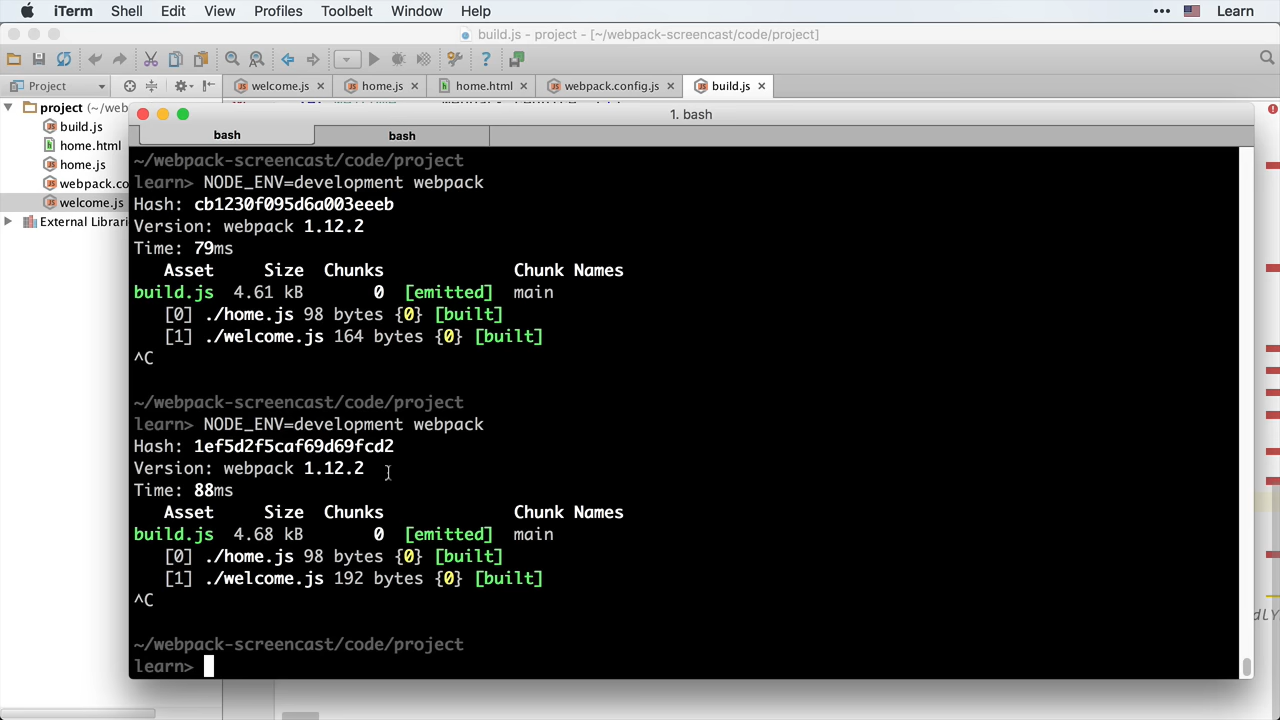 iTerm Shell Edit View Profiles Toolbelt Window Help Learn
build.js - project - [~/webpack-screencast/code/project]
Project welcome.js home.js home.html webpack.config.js build.js
project (~/web
build.js
home.html
home.js
webpack.co
welcome.js
External Librari
1. bash
bash bash
~/webpack-screencast/code/project
learn> NODE_ENV=development webpack
Hash: cb1230f095d6a003eeeb
Version: webpack 1.12.2
Time: 79ms
Asset Size Chunks Chunk Names
build.js 4.61 kB 0 [emitted] main
[0] ./home.js 98 bytes {0} [built]
[1] ./welcome.js 164 bytes {0} [built]
^C
~/webpack-screencast/code/project
learn> NODE_ENV=development webpack
Hash: 1ef5d2f5caf69d69fcd2
Version: webpack 1.12.2
Time: 88ms
Asset Size Chunks Chunk Names
build.js 4.68 kB 0 [emitted] main
[0] ./home.js 98 bytes {0} [built]
[1] ./welcome.js 192 bytes {0} [built]
^C
~/webpack-screencast/code/project
learn>